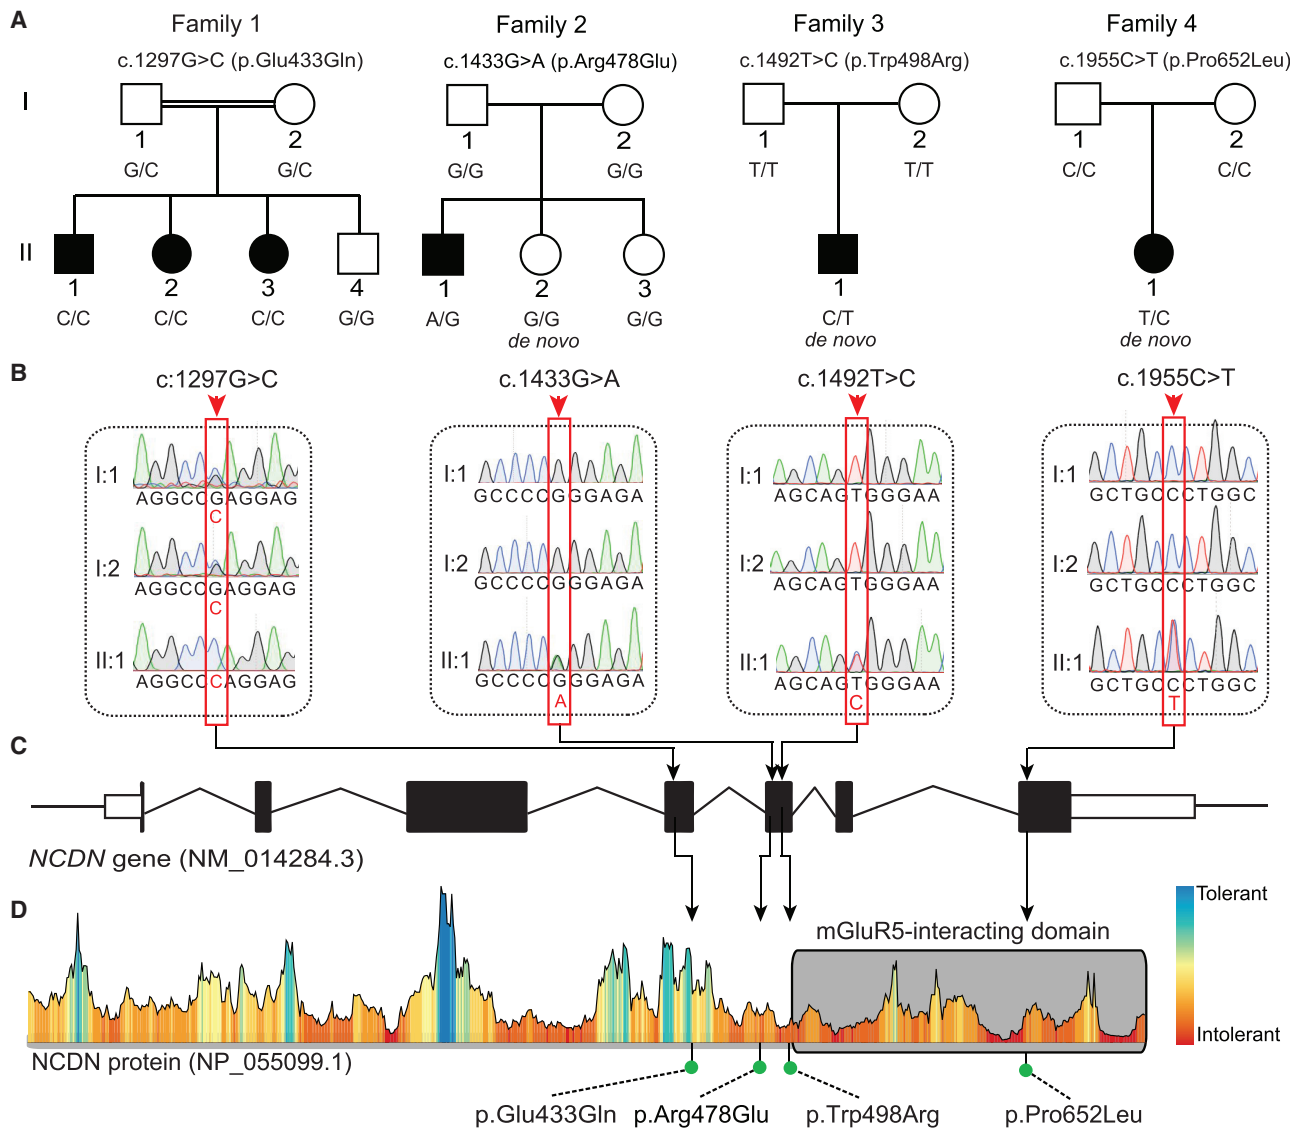 A
Family 1 Family 2 Family 3 Family 4
c.1297G>C (p.Glu433Gln) c.1433G>A (p.Arg478Glu) c.1492T>C (p.Trp498Arg) c.1955C>T (p.Pro652Leu)
I
1 2 1 2 1 2 1 2
G/C G/C G/G G/G T/T T/T C/C C/C
II
1 2 3 4 1 2 3 1 1
C/C C/C C/C G/G A/G G/G G/G C/T T/C
de novo de novo de novo
B
c:1297G>C c.1433G>A c.1492T>C c.1955C>T
I:1 I:1 I:1 I:1
AGGCCGAGGAG GCCCCGGGAGA AGCAGTGGGAA GCTGCCCTGGC
C
I:2 I:2 I:2 I:2
AGGCCGAGGAG GCCCCGGGAGA AGCAGTGGGAA GCTGCCCTGGC
C
II:1 II:1 II:1 II:1
AGGCCCAGGAG GCCCCGGGAGA AGCAGTGGGAA GCTGCCCTGGC
A C T
C
NCDN gene (NM_014284.3)
D
Tolerant
mGluR5-interacting domain
Intolerant
NCDN protein (NP_055099.1)
p.Glu433Gln p.Arg478Glu p.Trp498Arg p.Pro652Leu